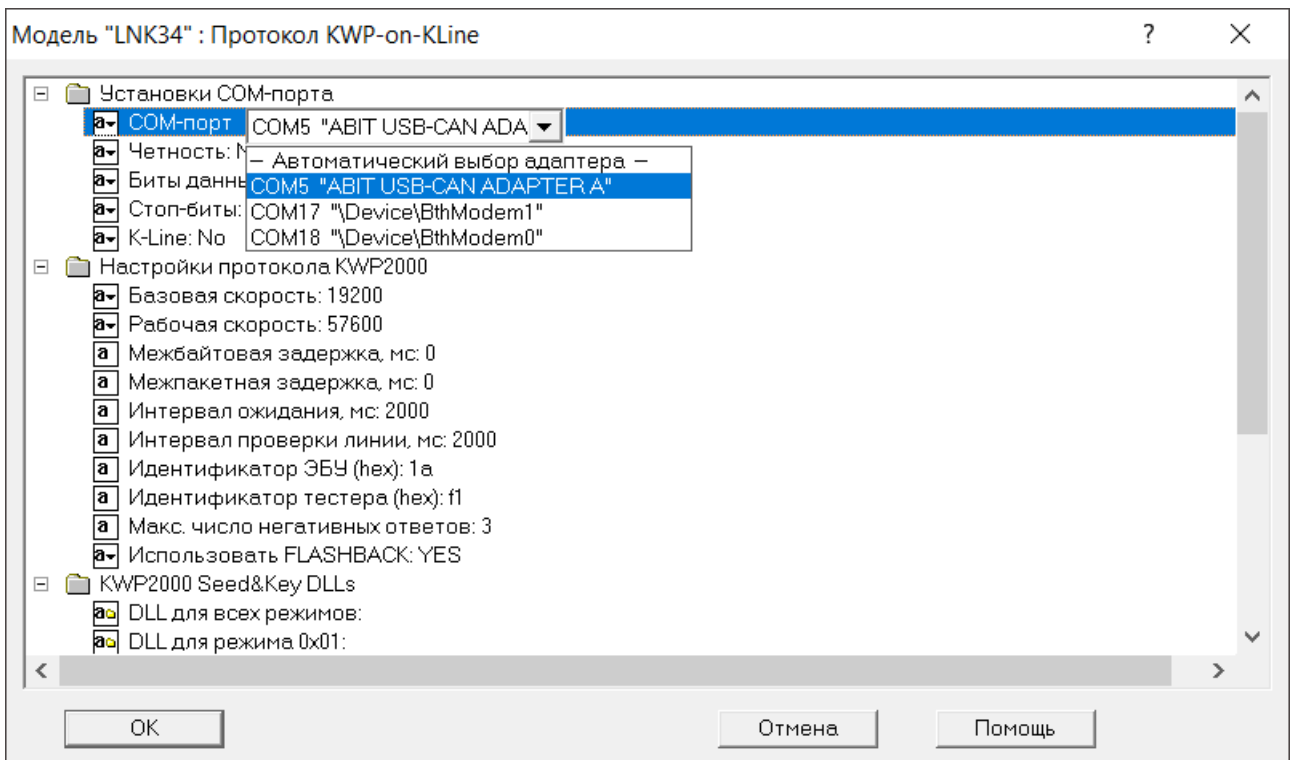 Модель "LNK34" : Протокол KWP-on-KLine
Установки COM-порта
COM-порт COM5 "ABIT USB-CAN ADA
Четность: N
– Автоматический выбор адаптера –
Биты данны
COM5 "ABIT USB-CAN ADAPTER A"
Стоп-биты:
COM17 "\Device\BthModem1"
K-Line: No
COM18 "\Device\BthModem0"
Настройки протокола KWP2000
Базовая скорость: 19200
Рабочая скорость: 57600
Межбайтовая задержка, мс: 0
Межпакетная задержка, мс: 0
Интервал ожидания, мс: 2000
Интервал проверки линии, мс: 2000
Идентификатор ЭБУ (hex): 1a
Идентификатор тестера (hex): f1
Макс. число негативных ответов: 3
Использовать FLASHBACK: YES
KWP2000 Seed&Key DLLs
DLL для всех режимов:
DLL для режима 0x01:
OK
Отмена
Помощь